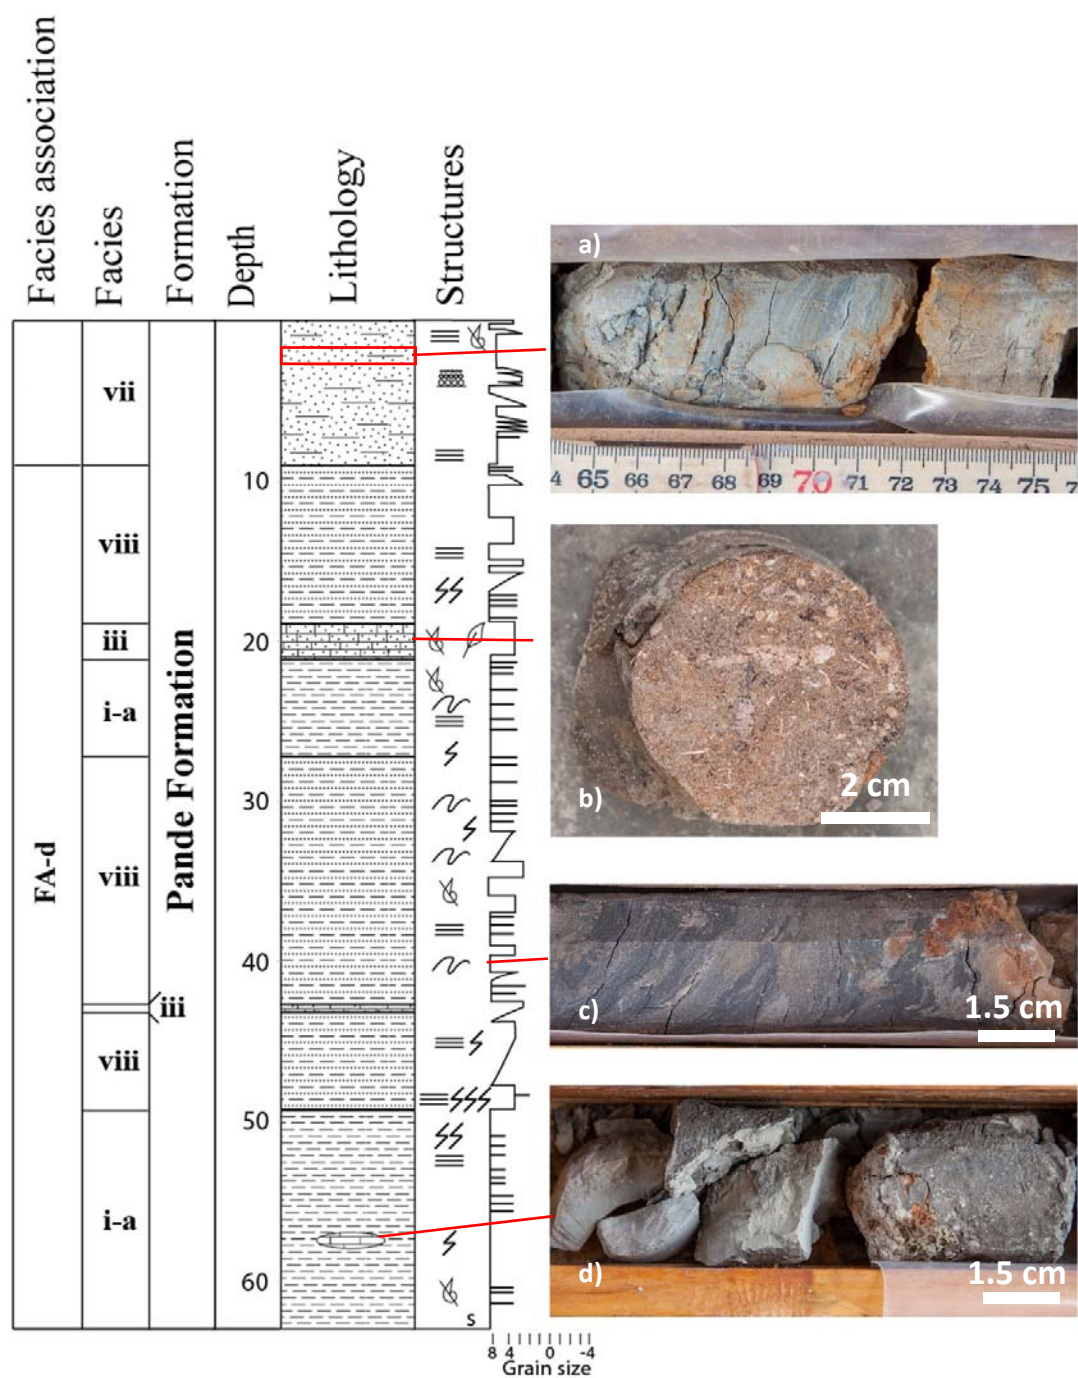 Facies association
Facies
Formation
Depth
Lithology
Structures
a)
vii
4 65 66 67 68 69 70 71 72 73 74 75 7
10
viii
iii
20
i-a
2 cm
b)
30
Pande Formation
FA-d
viii
40
iii
1.5 cm
c)
viii
50
i-a
60
1.5 cm
d)
s
8 4 0 -4
Grain size